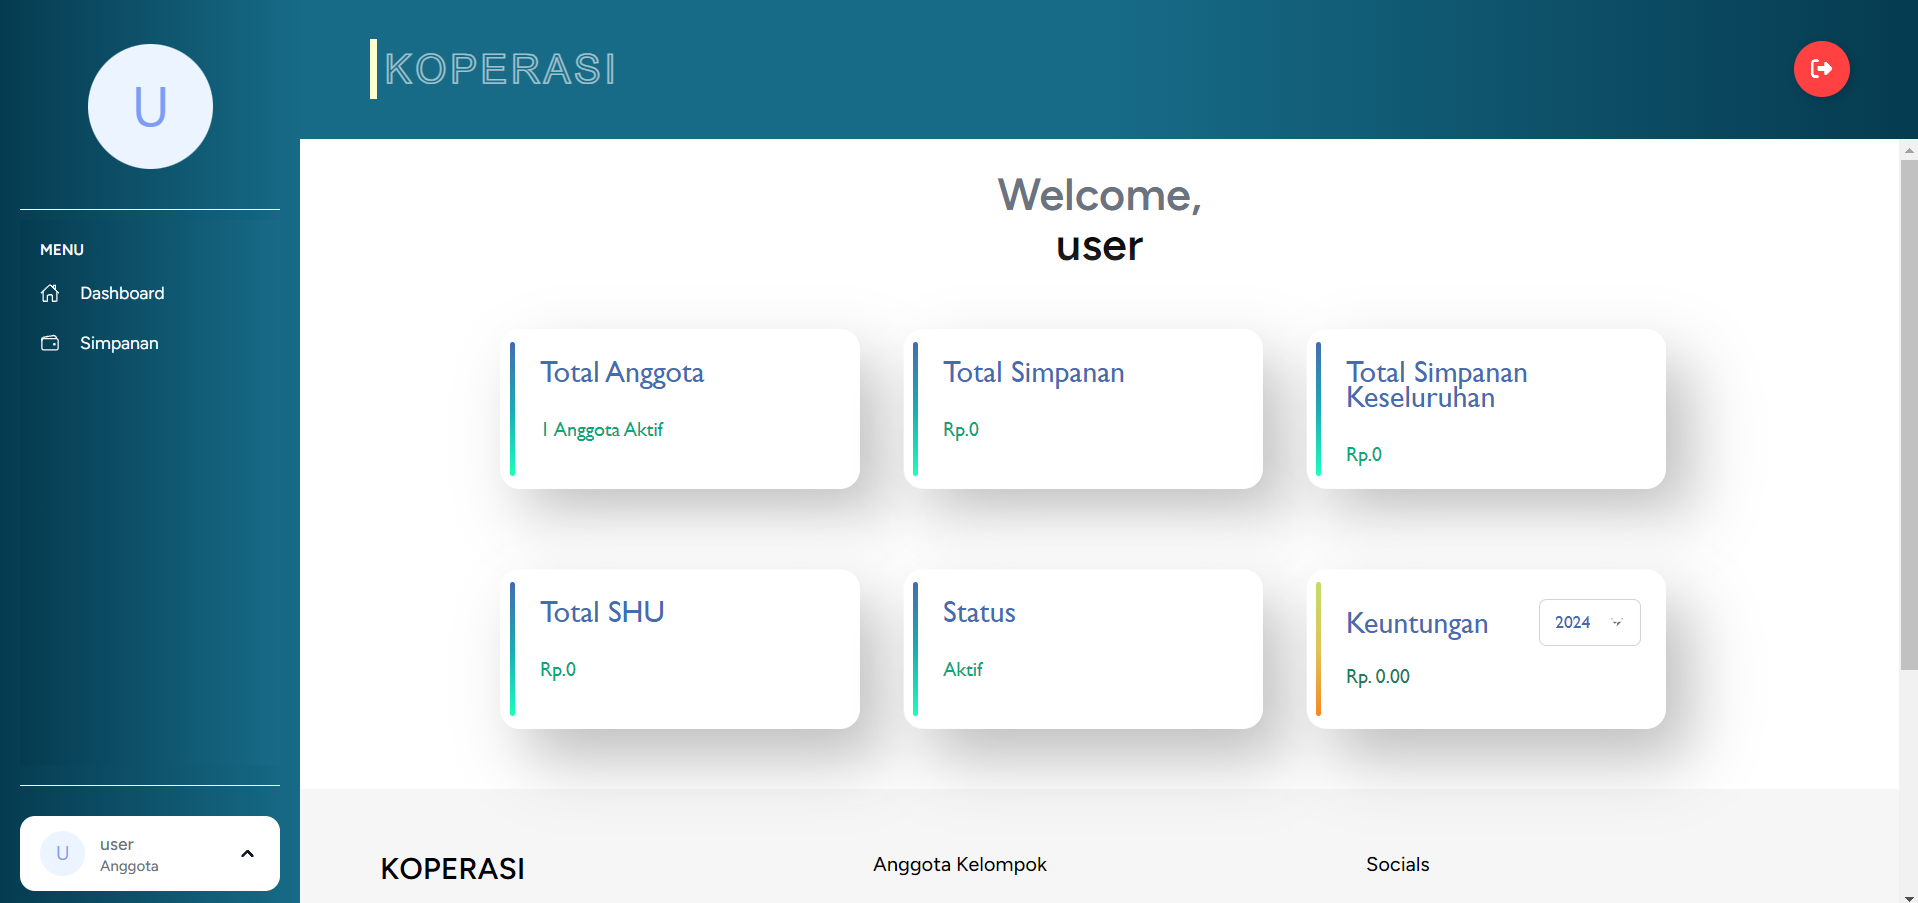 U
KOPERASI
MENU
Dashboard
Simpanan
Welcome,
user
Total Anggota
1 Anggota Aktif
Total Simpanan
Rp.0
Total Simpanan
Keseluruhan
Rp.0
Total SHU
Rp.0
Status
Aktif
Keuntungan
2024
Rp. 0.00
U
user
Anggota
KOPERASI
Anggota Kelompok
Socials